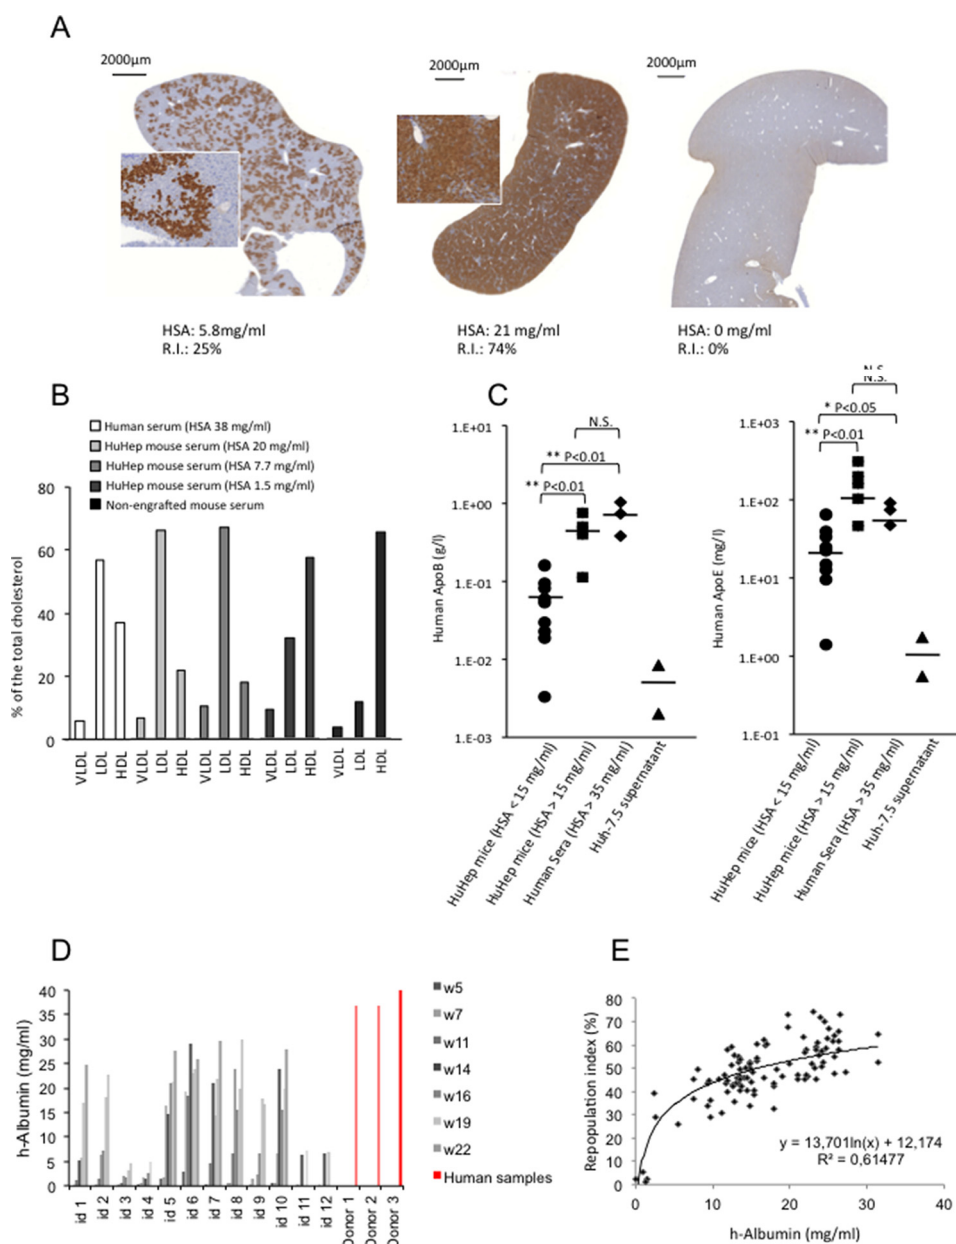 A
2000µm
2000µm
2000µm
HSA: 5.8mg/ml
R.I.: 25%
HSA: 21 mg/ml
R.I.: 74%
HSA: 0 mg/ml
R.I.: 0%
B
Human serum (HSA 38 mg/ml)
HuHep mouse serum (HSA 20 mg/ml)
HuHep mouse serum (HSA 7.7 mg/ml)
HuHep mouse serum (HSA 1.5 mg/ml)
Non-engrafted mouse serum
% of the total cholesterol
80
60
40
20
0
VLDL
LDL
HDL
VLDL
LDL
HDL
VLDL
LDL
HDL
VLDL
LDL
HDL
VLDL
LDL
HDL
C
Human ApoB (g/l)
1.E+01
1.E+00
1.E-01
1.E-02
1.E-03
N.S.
** P<0.01
** P<0.01
HuHep mice (HSA < 15 mg/ml)
HuHep mice (HSA > 15 mg/ml)
Human Sera (HSA > 35 mg/ml)
Huh-7.5 supernatant
Human ApoE (mg/l)
1.E+03
1.E+02
1.E+01
1.E+00
1.E-01
N.S.
N.S.
* P<0.05
** P<0.01
HuHep mice (HSA < 15 mg/ml)
HuHep mice (HSA > 15 mg/ml)
Human Sera (HSA > 35 mg/ml)
Huh-7.5 supernatant
D
h-Albumin (mg/ml)
40
35
30
25
20
15
10
5
0
id 1
id 2
id 3
id 4
id 5
id 6
id 7
id 8
id 9
id 10
id 11
id 12
Donor 1
Donor 2
Donor 3
w5
w7
w11
w14
w16
w19
w22
Human samples
E
Repopulation index (%)
80
70
60
50
40
30
20
10
0
y = 13,701ln(x) + 12,174
R² = 0,61477
0
10
20
30
40
h-Albumin (mg/ml)